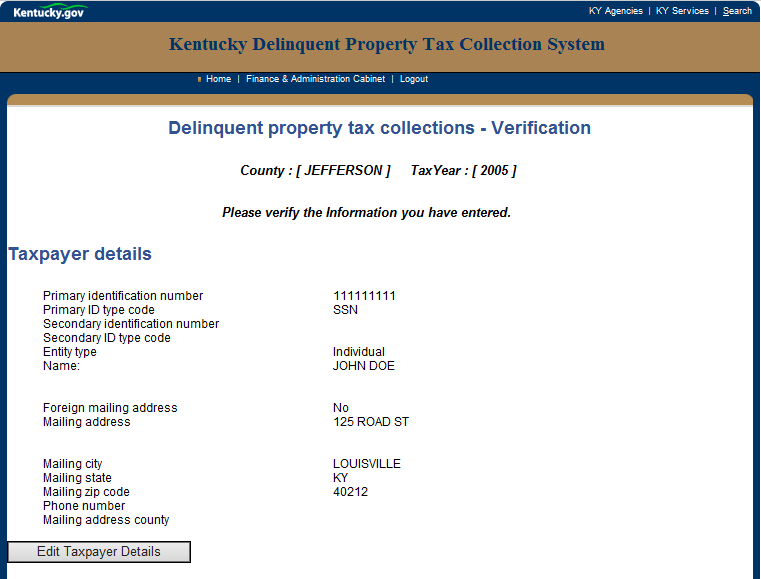 Kentucky.gov KY Agencies | KY Services | Search
Kentucky Delinquent Property Tax Collection System
Home | Finance & Administration Cabinet | Logout
Delinquent property tax collections - Verification
County : [ JEFFERSON ] TaxYear : [ 2005 ]
Please verify the Information you have entered.
Taxpayer details
Primary identification number 111111111
Primary ID type code SSN
Secondary identification number
Secondary ID type code
Entity type Individual
Name: JOHN DOE
Foreign mailing address No
Mailing address 125 ROAD ST
Mailing city LOUISVILLE
Mailing state KY
Mailing zip code 40212
Phone number
Mailing address county
Edit Taxpayer Details